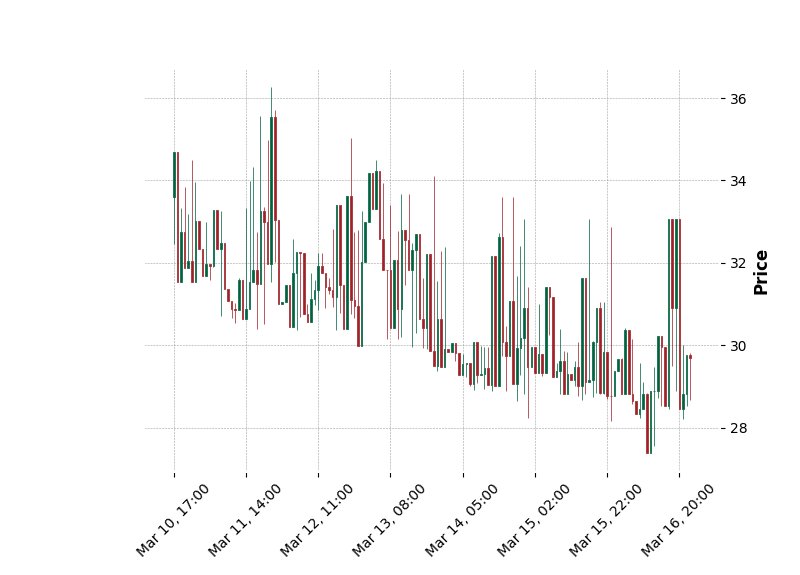 36
34
32
30
28
Price
Mar 10, 17:00
Mar 11, 14:00
Mar 12, 11:00
Mar 13, 08:00
Mar 14, 05:00
Mar 15, 02:00
Mar 15, 22:00
Mar 16, 20:00